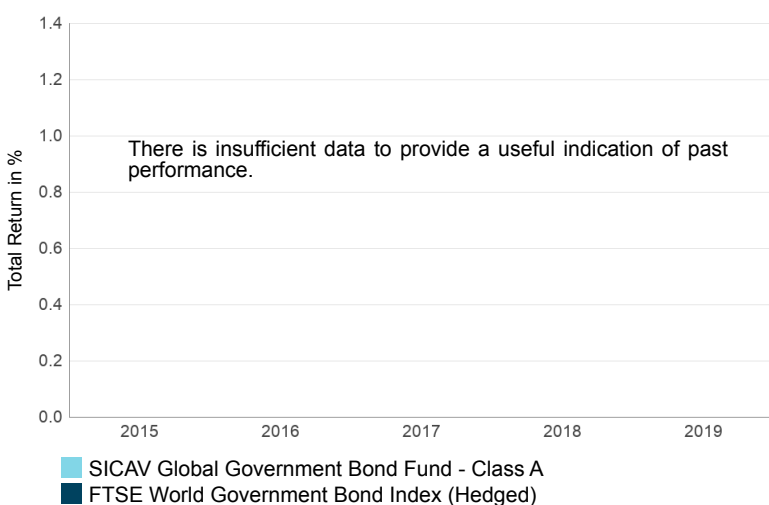 1.4
1.2
1.0
There is insufficient data to provide a useful indication of past
performance.
0.8
0.6
0.4
0.2
0.0
Total Return in %
2015 2016 2017 2018 2019
SICAV Global Government Bond Fund - Class A
FTSE World Government Bond Index (Hedged)